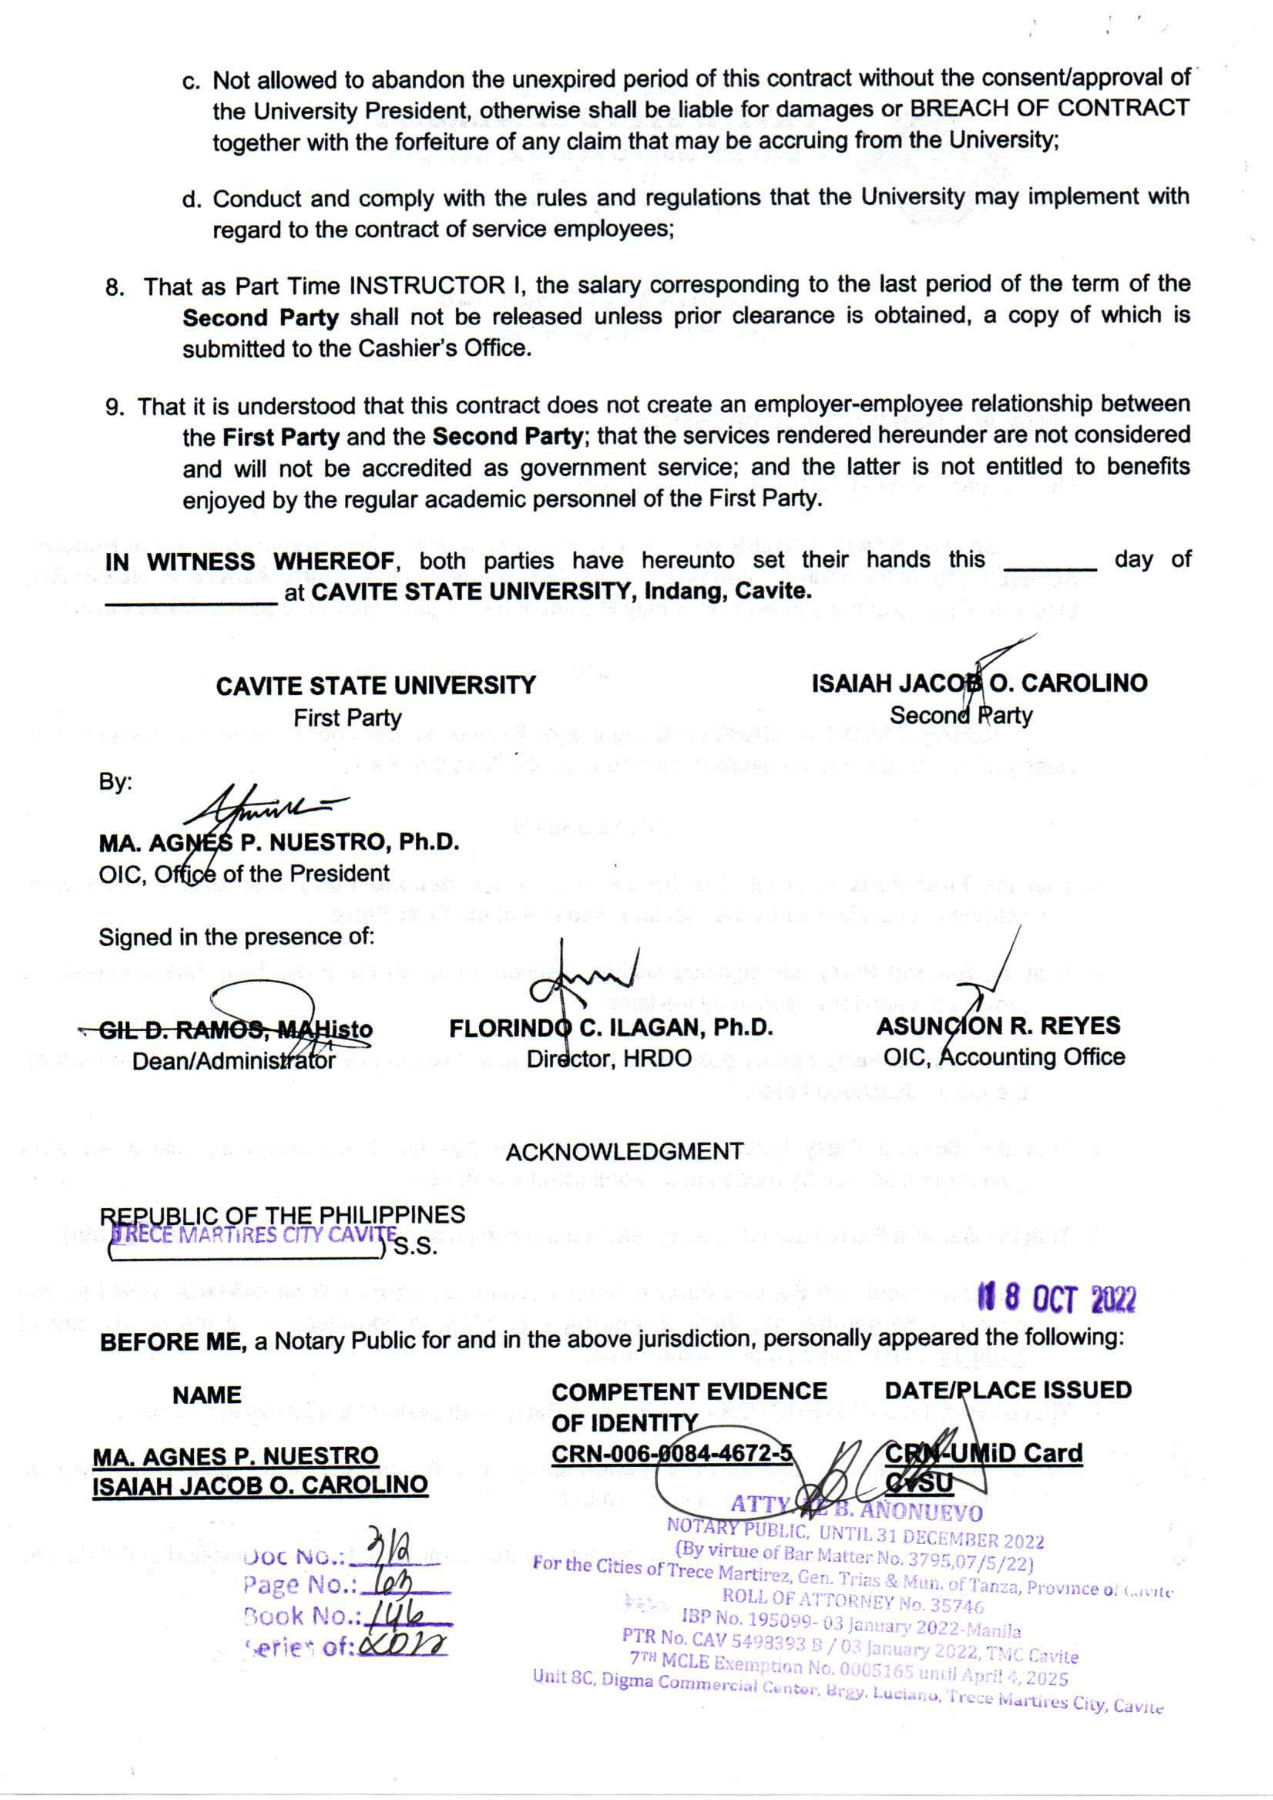 c. Not allowed to abandon the unexpired period of this contract without the consent/approval of
the University President, otherwise shall be liable for damages or BREACH OF CONTRACT
together with the forfeiture of any claim that may be accruing from the University;
d. Conduct and comply with the rules and regulations that the University may implement with
regard to the contract of service employees;
8. That as Part Time INSTRUCTOR I, the salary corresponding to the last period of the term of the
Second Party shall not be released unless prior clearance is obtained, a copy of which is
submitted to the Cashier's Office.
9. That it is understood that this contract does not create an employer-employee relationship between
the First Party and the Second Party; that the services rendered hereunder are not considered
and will not be accredited as government service; and the latter is not entitled to benefits
enjoyed by the regular academic personnel of the First Party.
IN WITNESS WHEREOF, both parties have hereunto set their hands this ________ day of
_______________ at CAVITE STATE UNIVERSITY, Indang, Cavite.
CAVITE STATE UNIVERSITY
First Party
ISAIAH JACOB O. CAROLINO
Second Party
By:
MA. AGNES P. NUESTRO, Ph.D.
OIC, Office of the President
Signed in the presence of:
GIL D. RAMOS, MAHisto
Dean/Administrator
FLORINDO C. ILAGAN, Ph.D.
Director, HRDO
ASUNCION R. REYES
OIC, Accounting Office
ACKNOWLEDGMENT
REPUBLIC OF THE PHILIPPINES
TRECE MARTIRES CITY CAVITE
(_______________________) S.S.
18 OCT 2022
BEFORE ME, a Notary Public for and in the above jurisdiction, personally appeared the following:
NAME
COMPETENT EVIDENCE
OF IDENTITY
DATE/PLACE ISSUED
MA. AGNES P. NUESTRO
CRN-006-0084-4672-5
CRN-UMiD Card
ISAIAH JACOB O. CAROLINO
CvSU
ATTY. B. AÑONUEVO
NOTARY PUBLIC, UNTIL 31 DECEMBER 2022
(By virtue of Bar Matter No. 3795,07/5/22)
For the Cities of Trece Martirez, Gen. Trias & Mun. of Tanza, Province of Cavite
ROLL OF ATTORNEY No. 35746
IBP No. 195099- 03 January 2022-Manila
PTR No. CAV 5493393 B / 03 January 2022, TMC Cavite
7TH MCLE Exemption No. 0005165 until April 4, 2025
Unit 8C, Digma Commercial Center, Brgy. Luciano, Trece Martires City, Cavite
Doc No.: 312
Page No.: 103
Book No.: 146
Series of: 2022